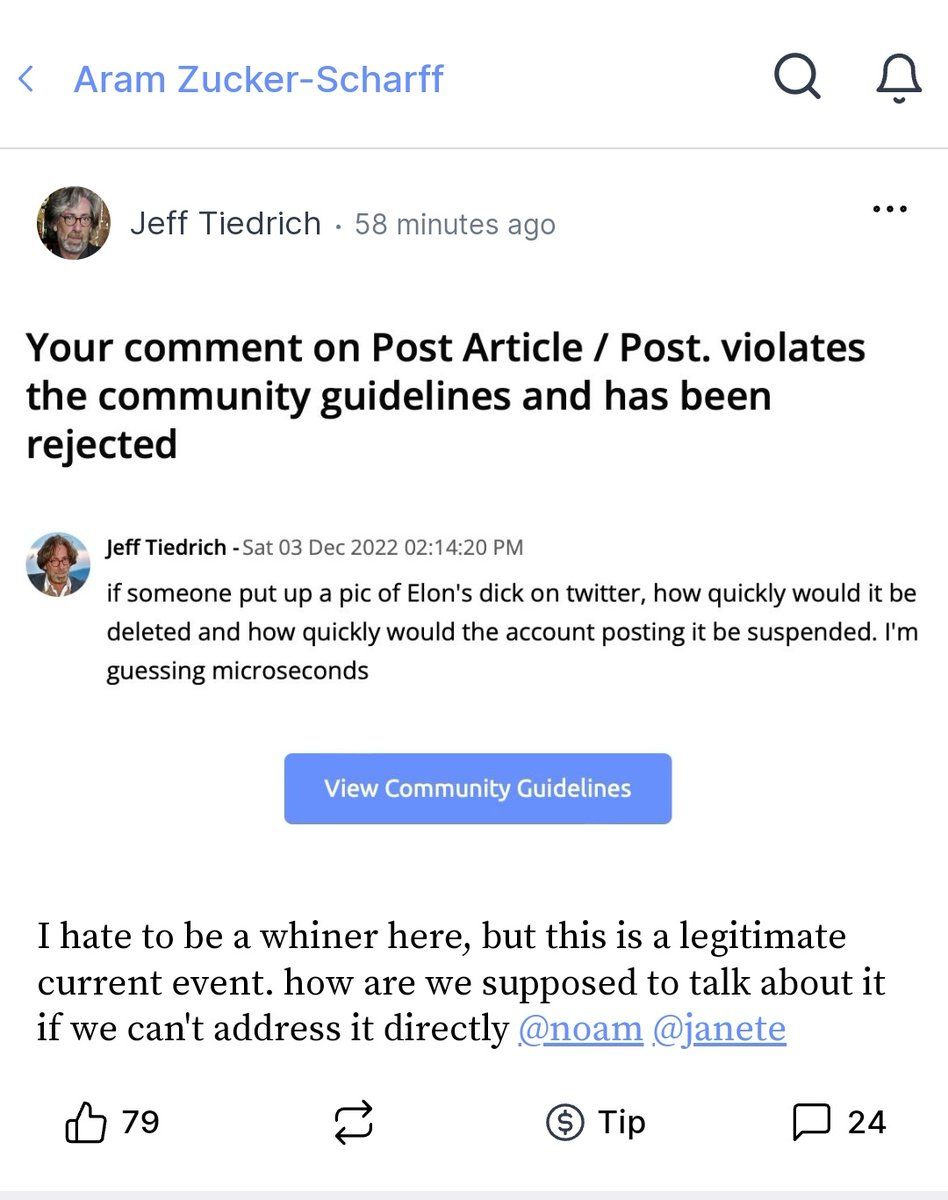 Aram Zucker-Scharff
Jeff Tiedrich · 58 minutes ago
Your comment on Post Article / Post. violates
the community guidelines and has been
rejected
Jeff Tiedrich - Sat 03 Dec 2022 02:14:20 PM
if someone put up a pic of Elon's dick on twitter, how quickly would it be
deleted and how quickly would the account posting it be suspended. I'm
guessing microseconds
View Community Guidelines
I hate to be a whiner here, but this is a legitimate
current event. how are we supposed to talk about it
if we can't address it directly @noam @janete
79 Tip 24